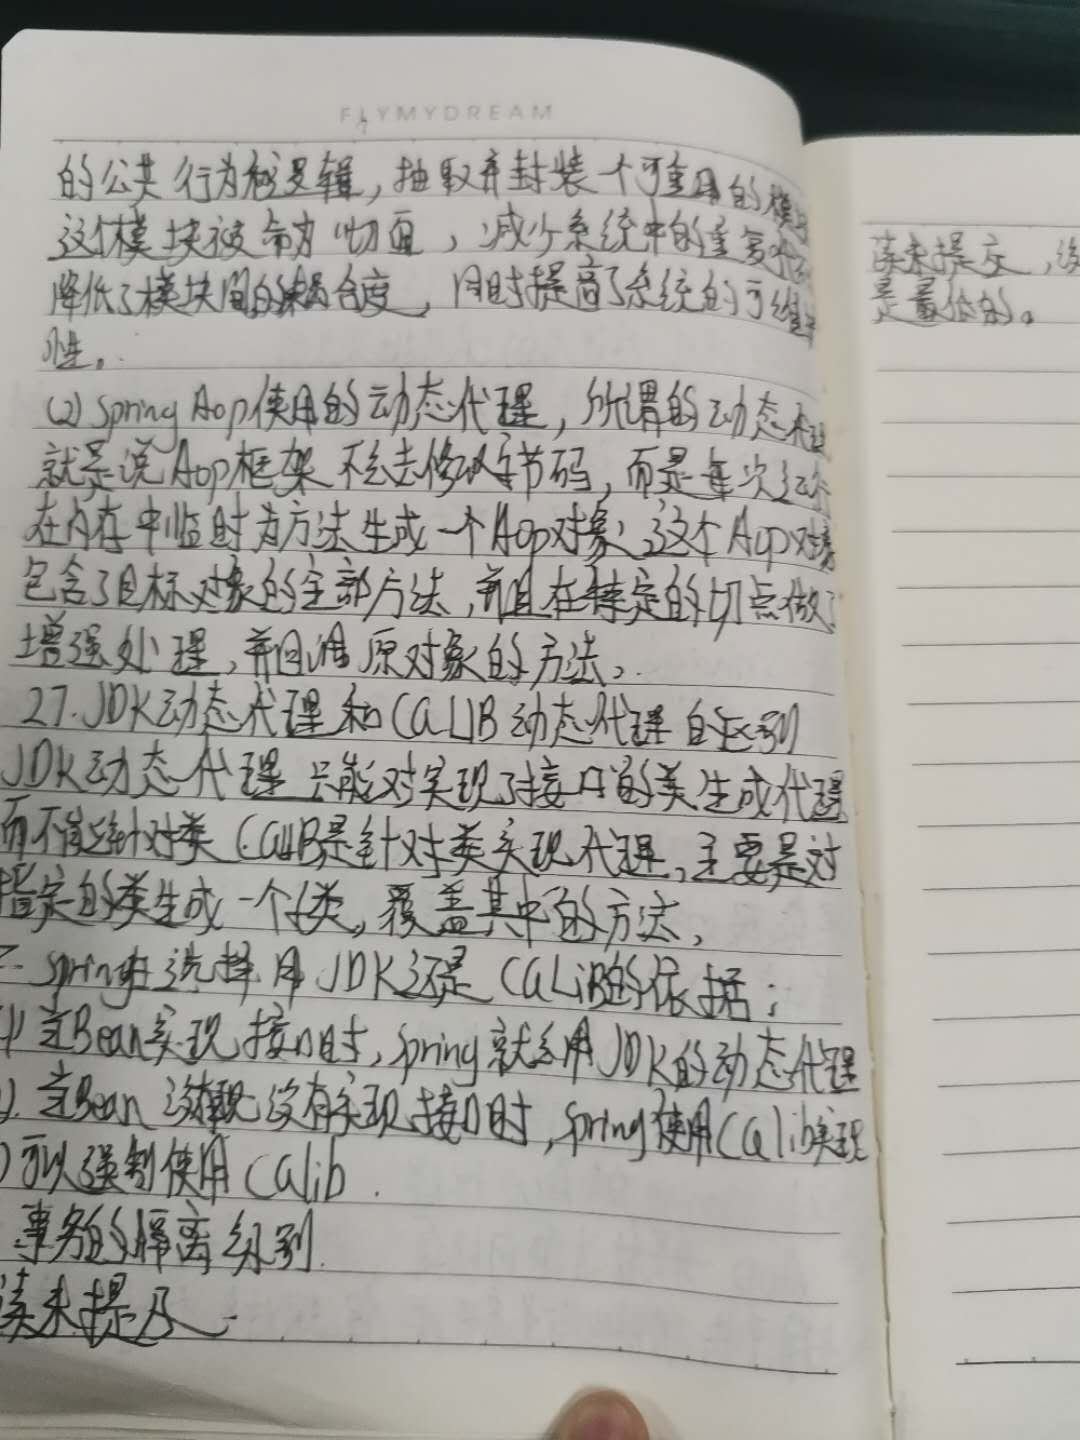 FLYMYDREAM
的公共行为和逻辑，抽取并封装一个可重用的模块
这个模块被命为切面，减少系统中的重复
降低了模块间的耦合度，同时提高了系统的可维
性。
(2) Spring Aop使用的动态代理，所谓的动态代理
就是说Aop框架不会去修改字节码，而是每次运
在内存中临时为方法生成一个Aop对象，这个Aop对象
包含了目标对象的全部方法，并且在特定的切点做了
增强处理，并回调原对象的方法。
27. JDK动态代理和CGLIB动态代理的区别
JDK动态代理只能对实现了接口的类生成代理
而不能针对类 CGLIB是针对类实现代理，主要是对
指定的类生成一个子类，覆盖其中的方法，
Spring在选择用JDK还是CGLiB的依据：
当Bean实现接口时，Spring就会用JDK的动态代理
当Bean 没有实现接口时，Spring使用CGlib实现
可以强制使用CGlib.
事务的隔离级别.
读未提交
读未提交，
是最低的。